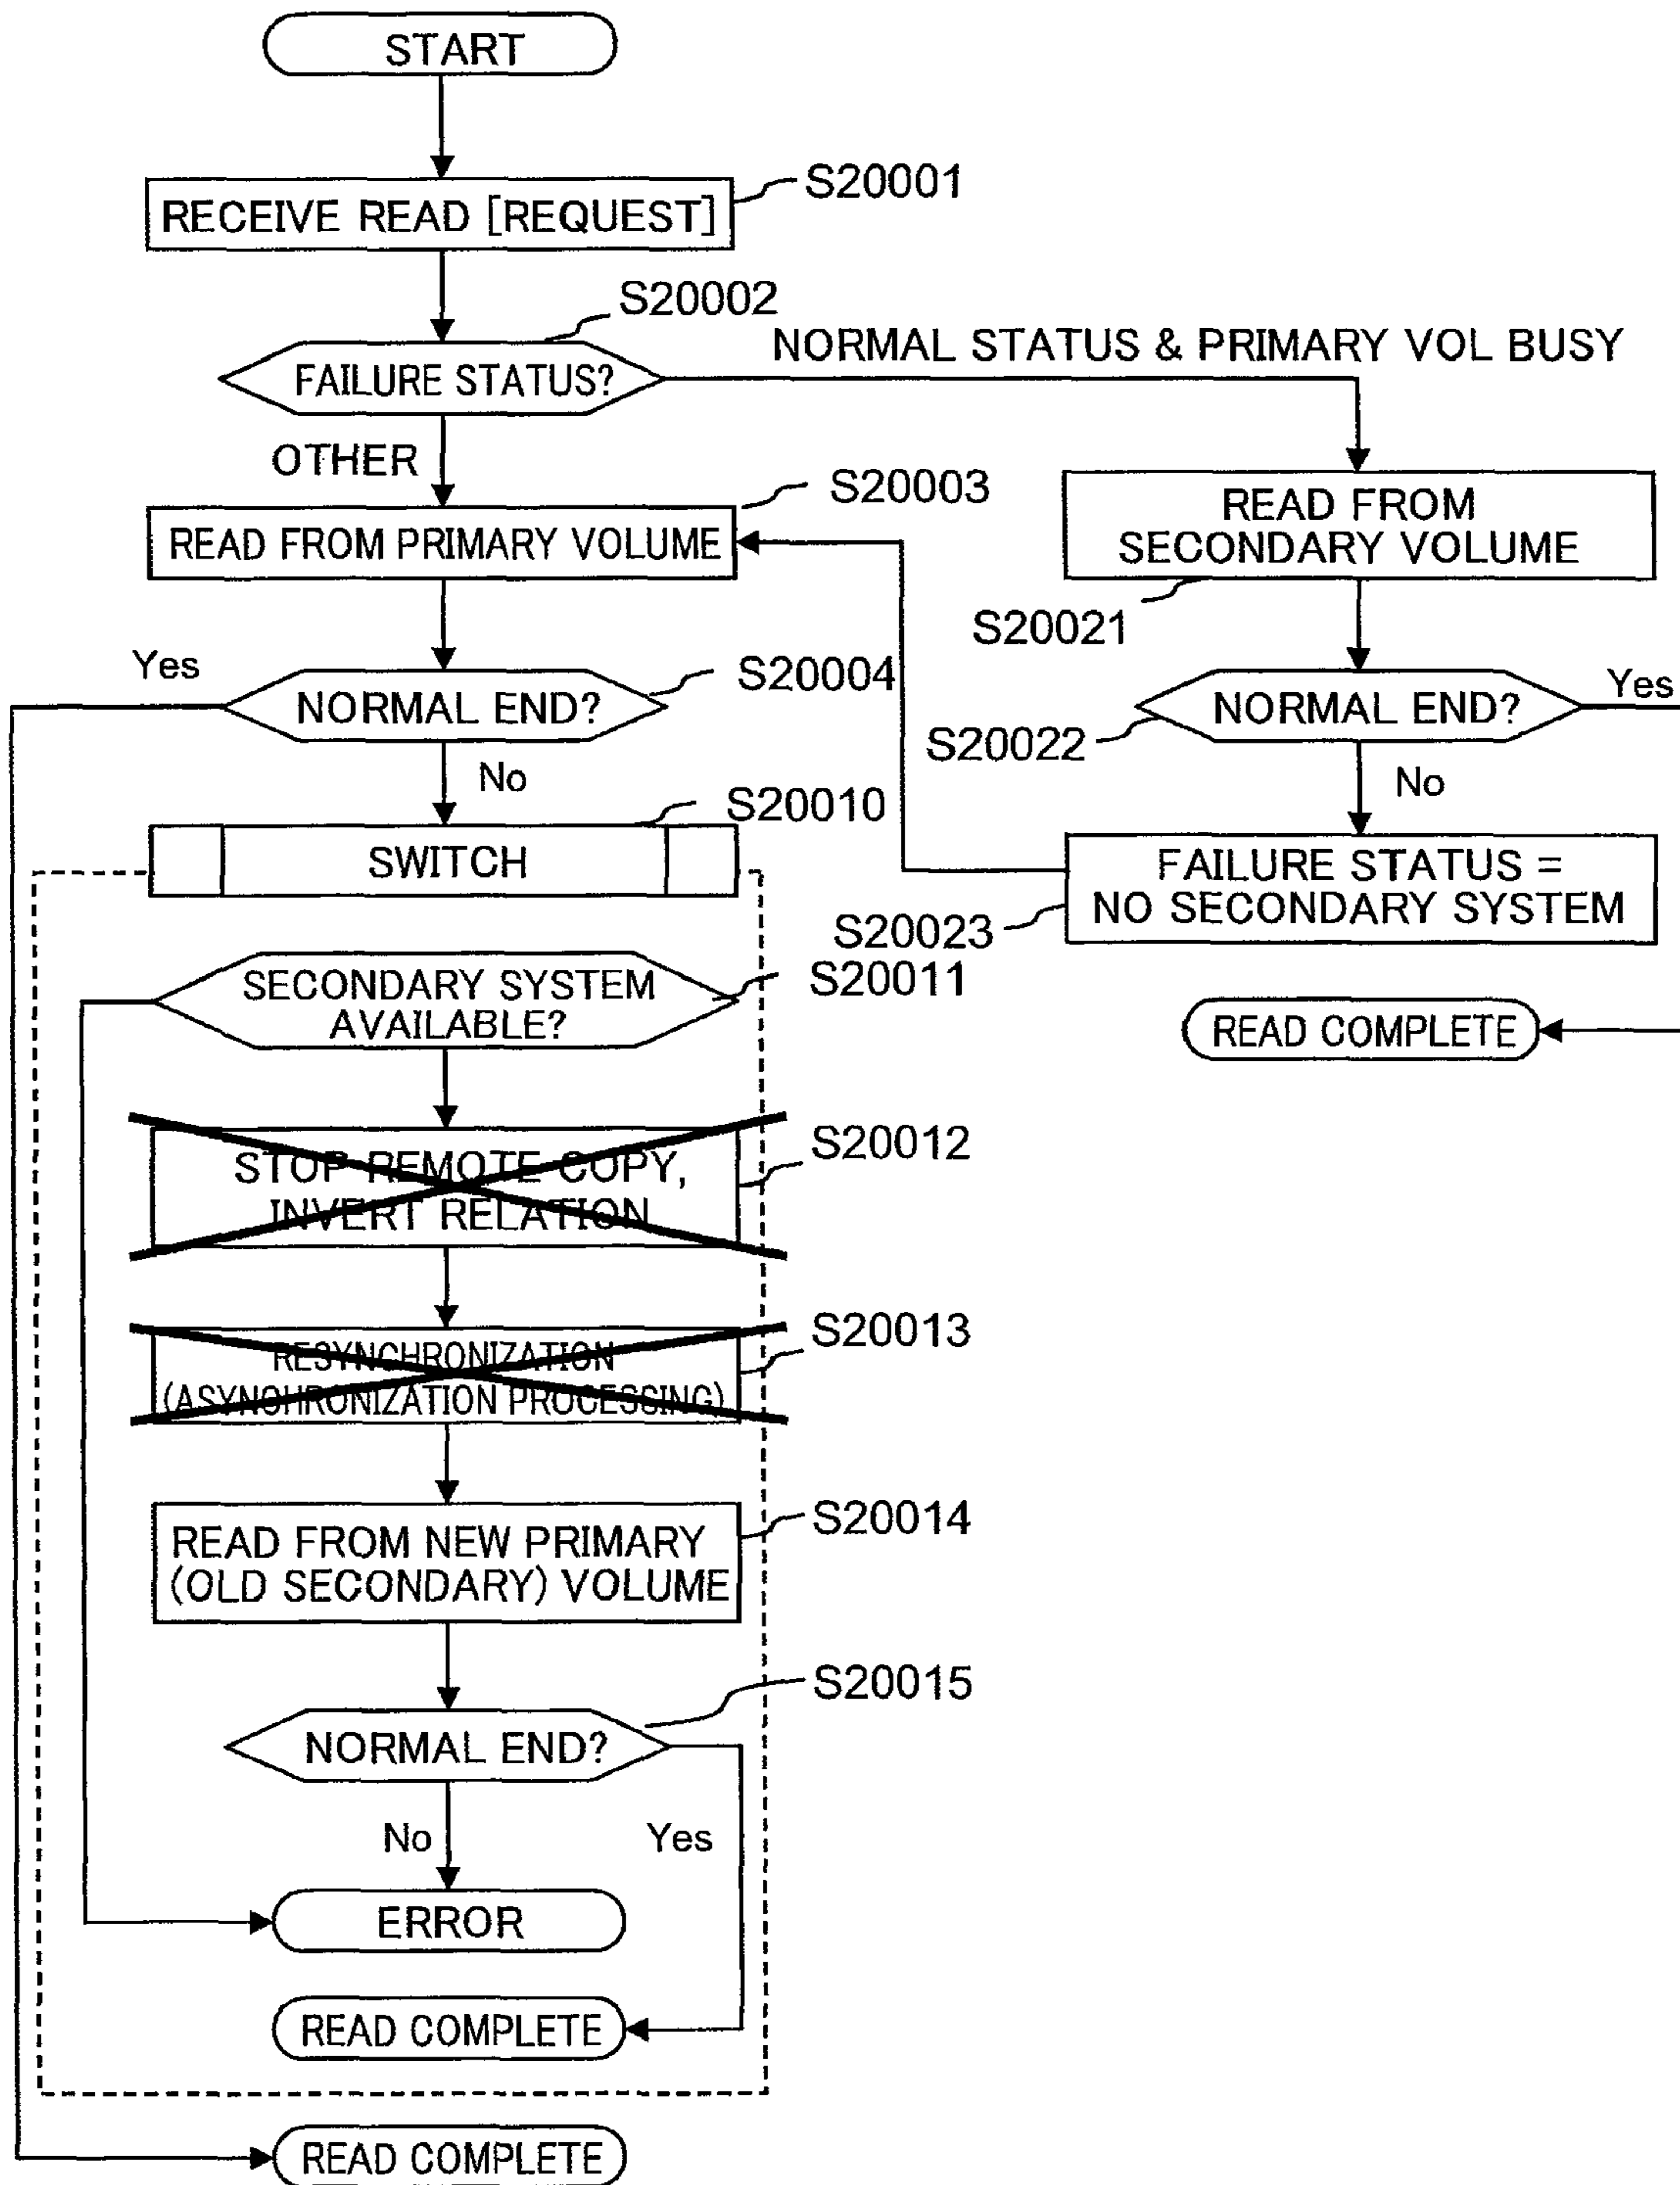 START
RECEIVE READ [REQUEST]
S20001
S20002
FAILURE STATUS?
NORMAL STATUS & PRIMARY VOL BUSY
OTHER
READ FROM PRIMARY VOLUME
S20003
READ FROM
SECONDARY VOLUME
S20021
Yes
NORMAL END?
S20004
NORMAL END?
Yes
S20022
No
No
SWITCH
S20010
FAILURE STATUS =
NO SECONDARY SYSTEM
S20023
SECONDARY SYSTEM
AVAILABLE?
S20011
READ COMPLETE
STOP REMOTE COPY,
INVERT RELATION
S20012
RESYNCHRONIZATION
(ASYNCHRONIZATION PROCESSING)
S20013
READ FROM NEW PRIMARY
(OLD SECONDARY) VOLUME
S20014
NORMAL END?
S20015
No
Yes
ERROR
READ COMPLETE
READ COMPLETE